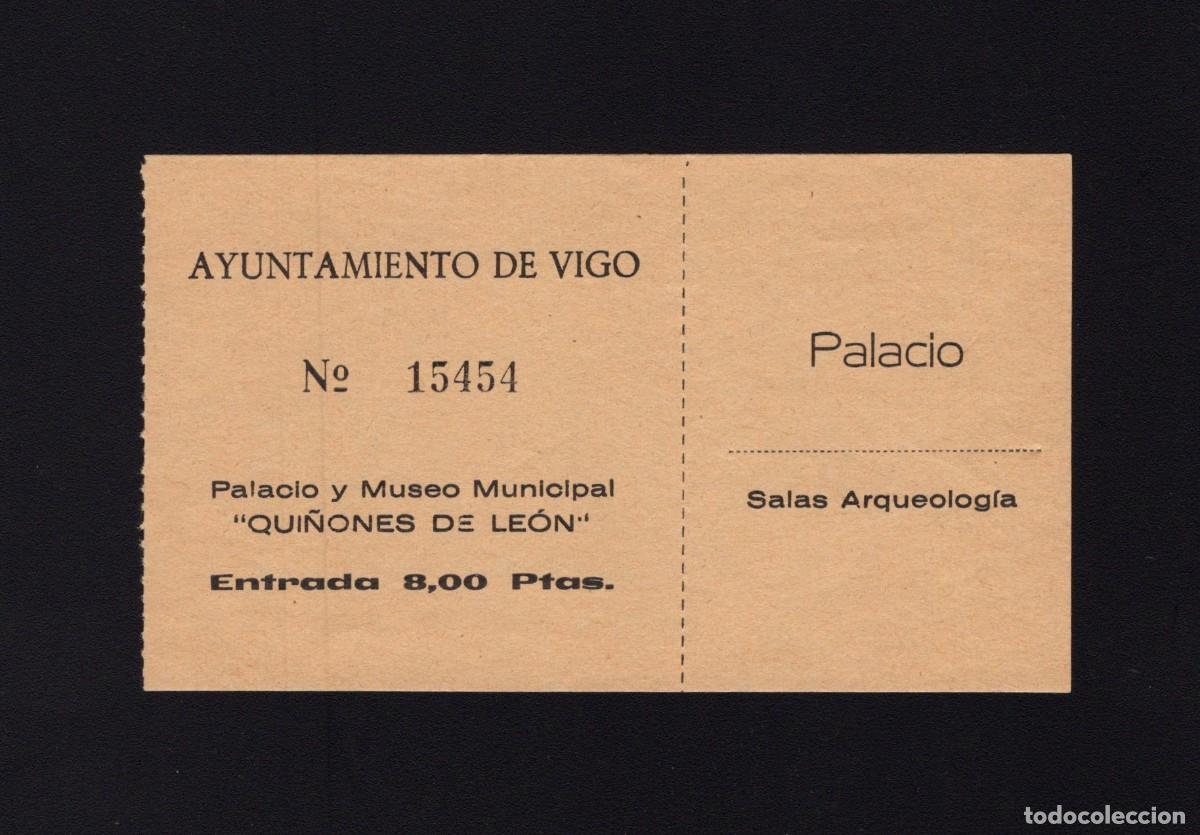 AYUNTAMIENTO DE VIGO
Nº 15454
Palacio y Museo Municipal
"QUIÑONES DE LEÓN"
Entrada 8,00 Ptas.
Palacio
Salas Arqueología
todocoleccion